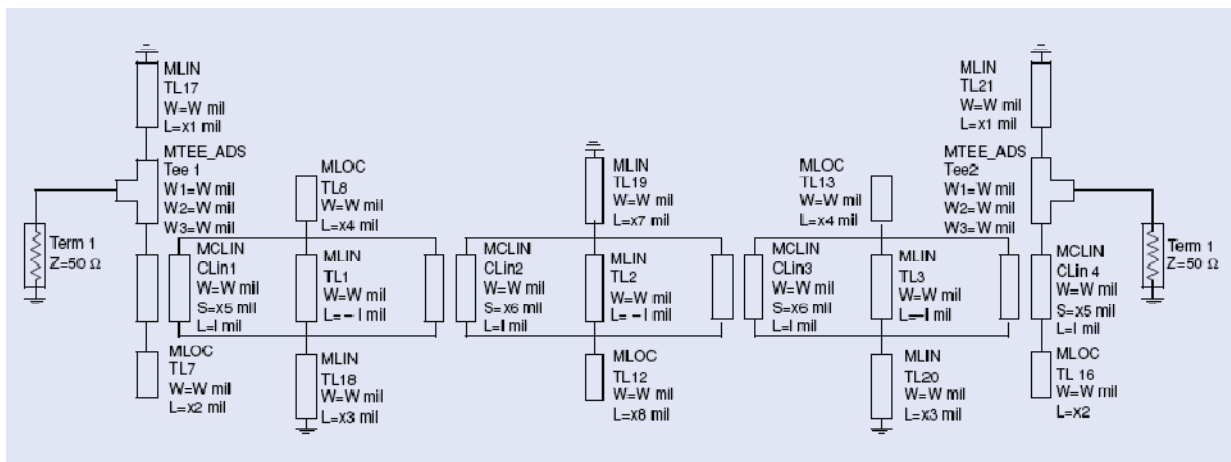 MLIN
TL17
W=W mil
L=x1 mil
MTEE_ADS
Tee 1
W1=W mil
W2=W mil
W3=W mil
Term 1
Z=50 Ω
MLOC
TL7
W=W mil
L=x2 mil
MLOC
TL8
W=W mil
L=x4 mil
MCLIN
CLin1
W=W mil
S=x5 mil
L=l mil
MLIN
TL1
W=W mil
L=–l mil
MLIN
TL18
W=W mil
L=x3 mil
MLIN
TL19
W=W mil
L=x7 mil
MCLIN
CLin2
W=W mil
S=x6 mil
L=l mil
MLIN
TL2
W=W mil
L=–l mil
MLOC
TL12
W=W mil
L=x8 mil
MLOC
TL13
W=W mil
L=x4 mil
MCLIN
CLin3
W=W mil
S=x6 mil
L=l mil
MLIN
TL3
W=W mil
L=–l mil
MLIN
TL20
W=W mil
L=x3 mil
MLIN
TL21
W=W mil
L=x1 mil
MTEE_ADS
Tee2
W1=W mil
W2=W mil
W3=W mil
MCLIN
CLin 4
W=W mil
S=x5 mil
L=l mil
MLOC
TL 16
W=W mil
L=x2
Term 1
Z=50 Ω